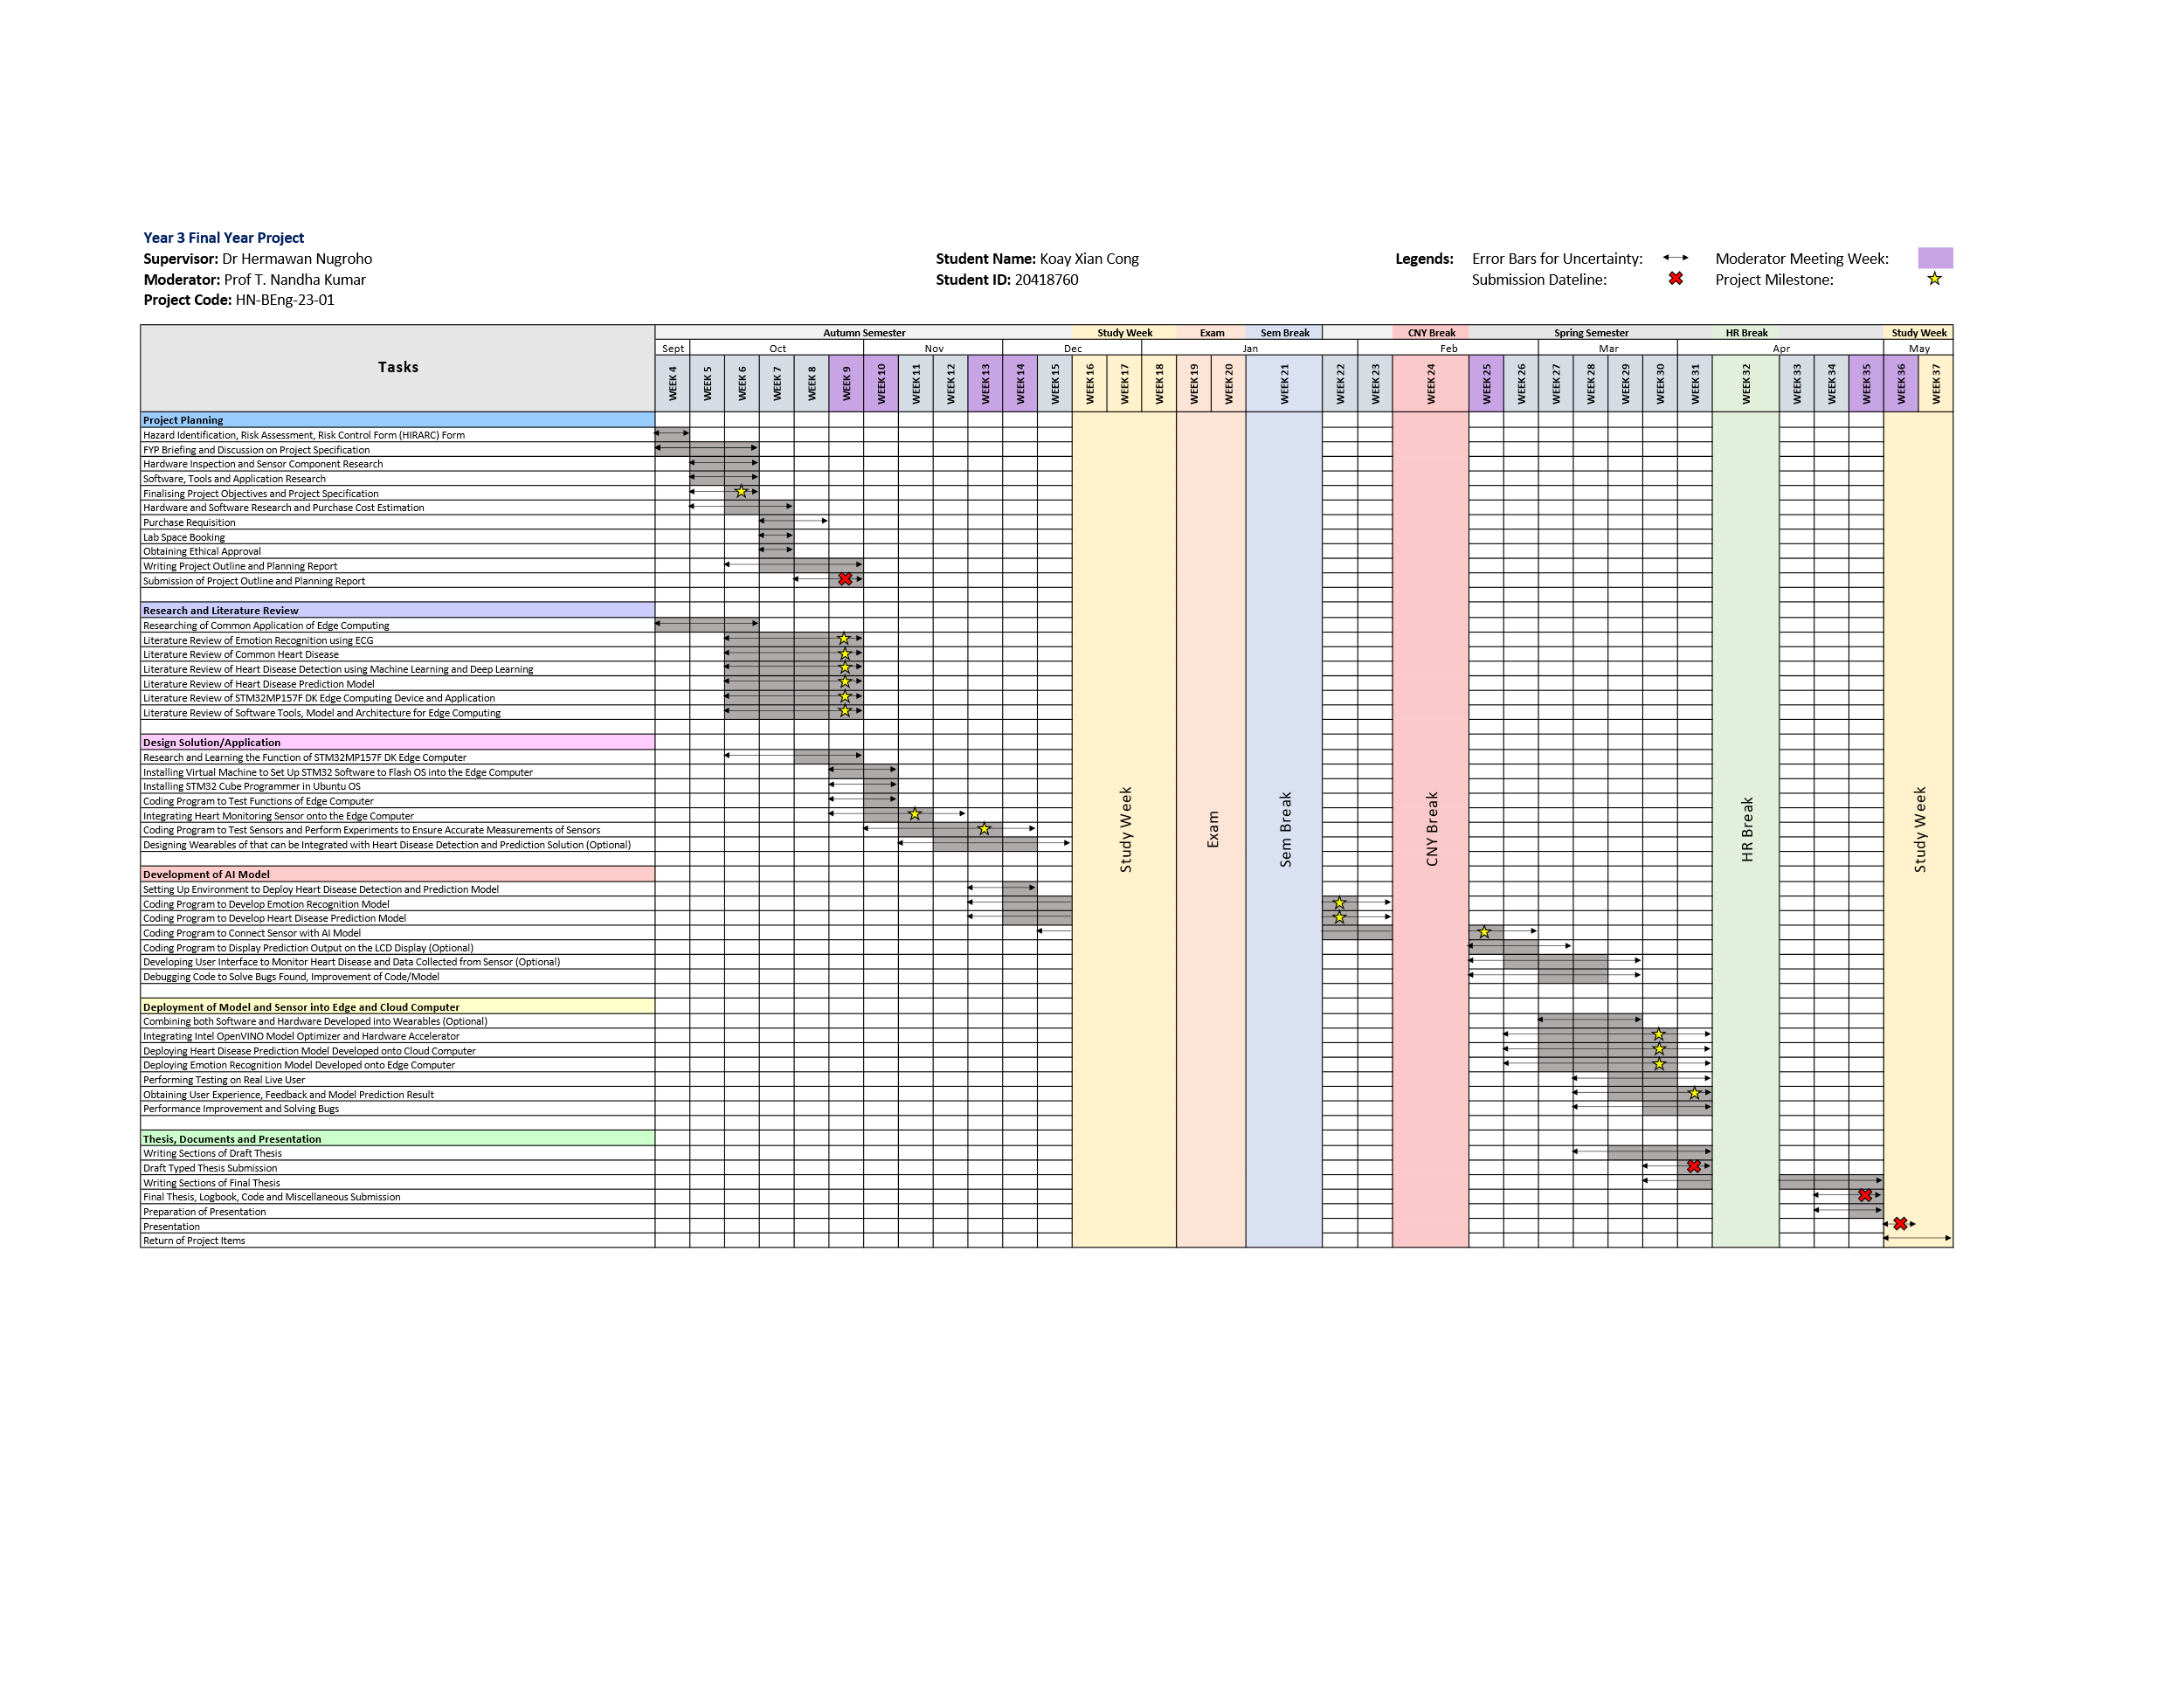 Year 3 Final Year Project
Supervisor: Dr Hermawan Nugroho
Student Name: Koay Xian Cong
Legends: Error Bars for Uncertainty: Moderator Meeting Week:
Moderator: Prof T. Nandha Kumar
Student ID: 20418760
Submission Dateline: Project Milestone:
Project Code: HN-BEng-23-01
Tasks
Autumn Semester Study Week Exam Sem Break CNY Break Spring Semester HR Break Study Week
Sept Oct Nov Dec Jan Feb Mar Apr May
WEEK 4 WEEK 5 WEEK 6 WEEK 7 WEEK 8 WEEK 9 WEEK 10 WEEK 11 WEEK 12 WEEK 13 WEEK 14 WEEK 15 WEEK 16 WEEK 17 WEEK 18 WEEK 19 WEEK 20 WEEK 21 WEEK 22 WEEK 23 WEEK 24 WEEK 25 WEEK 26 WEEK 27 WEEK 28 WEEK 29 WEEK 30 WEEK 31 WEEK 32 WEEK 33 WEEK 34 WEEK 35 WEEK 36 WEEK 37
Project Planning
Hazard Identification, Risk Assessment, Risk Control Form (HIRARC) Form
FYP Briefing and Discussion on Project Specification
Hardware Inspection and Sensor Component Research
Software, Tools and Application Research
Finalising Project Objectives and Project Specification
Hardware and Software Research and Purchase Cost Estimation
Purchase Requisition
Lab Space Booking
Obtaining Ethical Approval
Writing Project Outline and Planning Report
Submission of Project Outline and Planning Report
Research and Literature Review
Researching of Common Application of Edge Computing
Literature Review of Emotion Recognition using ECG
Literature Review of Common Heart Disease
Literature Review of Heart Disease Detection using Machine Learning and Deep Learning
Literature Review of Heart Disease Prediction Model
Literature Review of STM32MP157F DK Edge Computing Device and Application
Literature Review of Software Tools, Model and Architecture for Edge Computing
Design Solution/Application
Research and Learning the Function of STM32MP157F DK Edge Computer
Installing Virtual Machine to Set Up STM32 Software to Flash OS into the Edge Computer
Installing STM32 Cube Programmer in Ubuntu OS
Coding Program to Test Functions of Edge Computer
Integrating Heart Monitoring Sensor onto the Edge Computer
Coding Program to Test Sensors and Perform Experiments to Ensure Accurate Measurements of Sensors
Designing Wearables of that can be Integrated with Heart Disease Detection and Prediction Solution (Optional)
Study Week
Exam
Sem Break
CNY Break
HR Break
Study Week
Development of AI Model
Setting Up Environment to Deploy Heart Disease Detection and Prediction Model
Coding Program to Develop Emotion Recognition Model
Coding Program to Develop Heart Disease Prediction Model
Coding Program to Connect Sensor with AI Model
Coding Program to Display Prediction Output on the LCD Display (Optional)
Developing User Interface to Monitor Heart Disease and Data Collected from Sensor (Optional)
Debugging Code to Solve Bugs Found, Improvement of Code/Model
Deployment of Model and Sensor into Edge and Cloud Computer
Combining both Software and Hardware Developed into Wearables (Optional)
Integrating Intel OpenVINO Model Optimizer and Hardware Accelerator
Deploying Heart Disease Prediction Model Developed onto Cloud Computer
Deploying Emotion Recognition Model Developed onto Edge Computer
Performing Testing on Real Live User
Obtaining User Experience, Feedback and Model Prediction Result
Performance Improvement and Solving Bugs
Thesis, Documents and Presentation
Writing Sections of Draft Thesis
Draft Typed Thesis Submission
Writing Sections of Final Thesis
Final Thesis, Logbook, Code and Miscellaneous Submission
Preparation of Presentation
Presentation
Return of Project Items